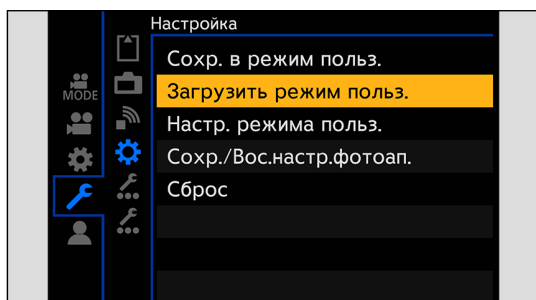 Настройка
Сохр. в режим польз.
Загрузить режим польз.
MODE
Настр. режима польз.
Сохр./Вос.настр.фотоап.
Сброс